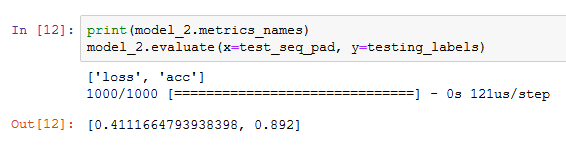 In [12]: print(model_2.metrics_names)
model_2.evaluate(x=test_seq_pad, y=testing_labels)
['loss', 'acc']
1000/1000 [==============================] - 0s 121us/step
Out[12]: [0.4111664793938398, 0.892]